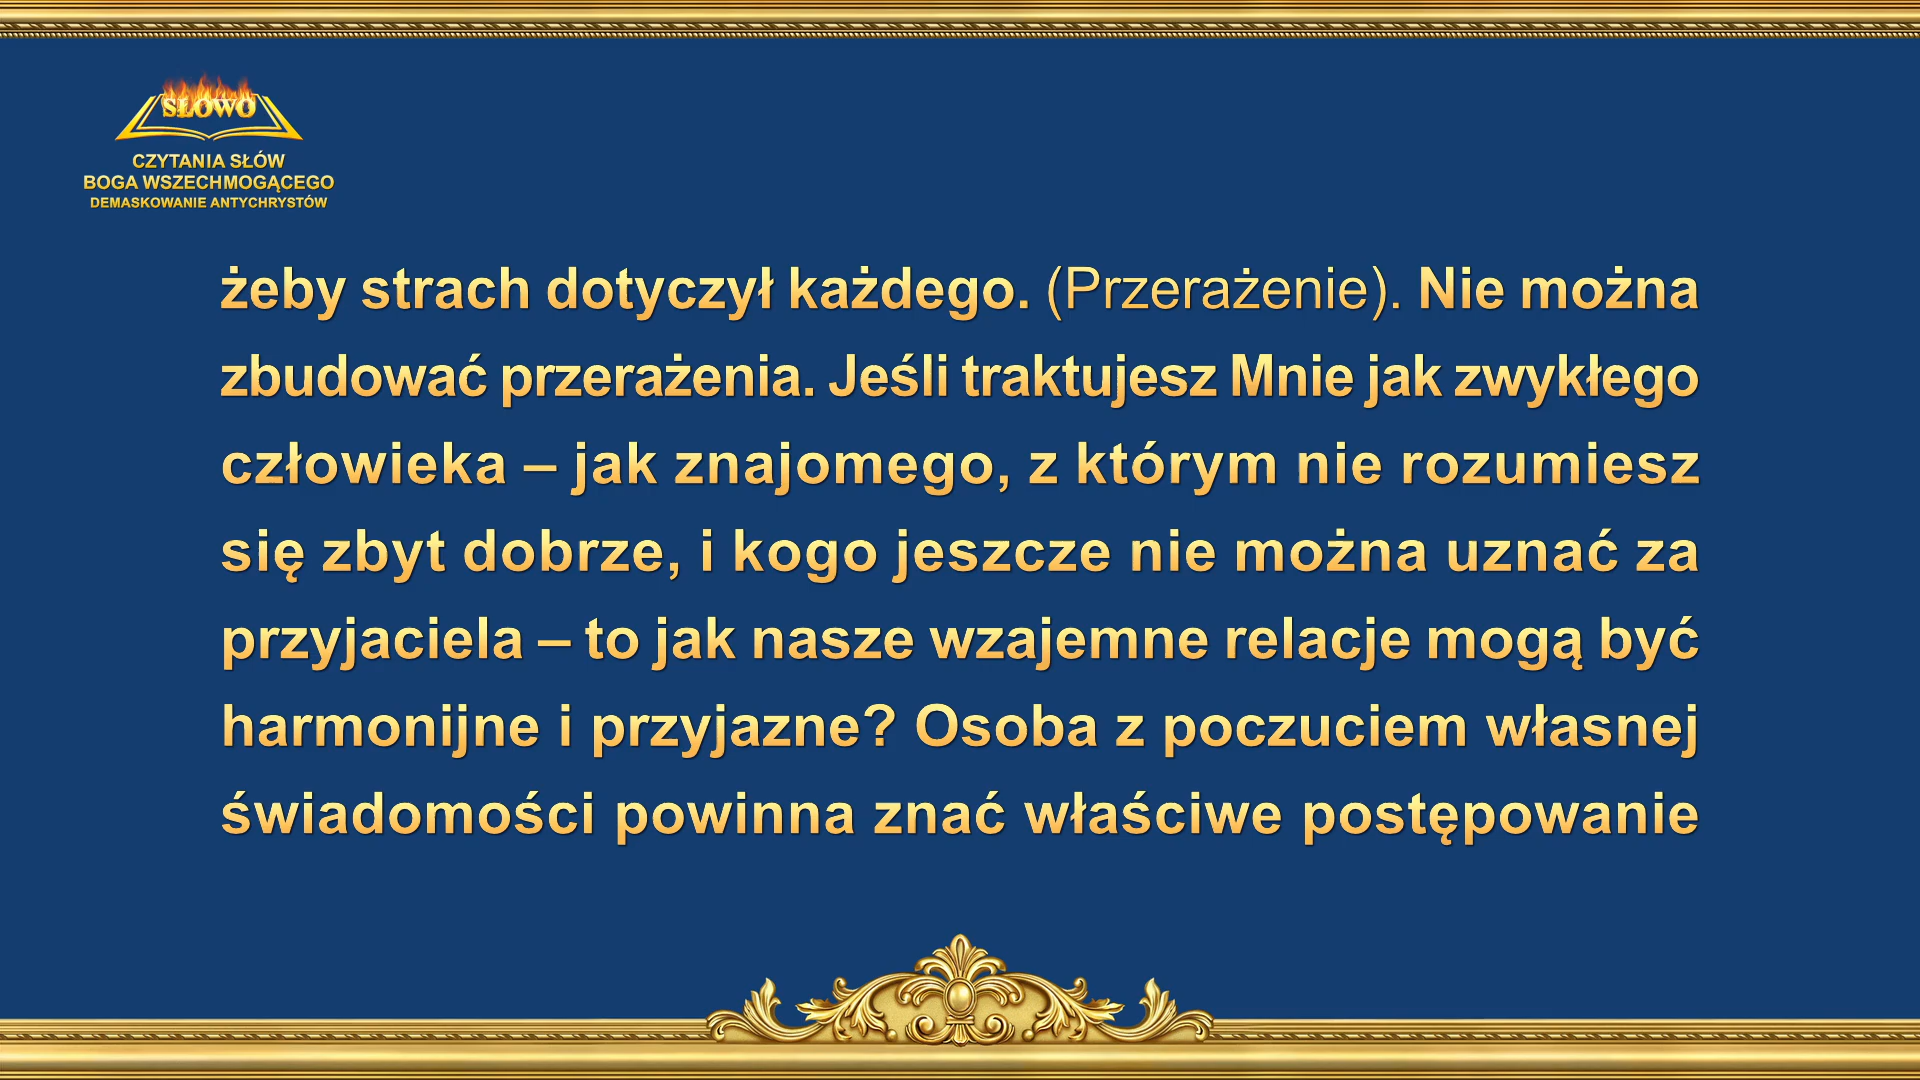 SŁOWO
CZYTANIA SŁÓW
BOGA WSZECHMOGĄCEGO
DEMASKOWANIE ANTYCHRYSTÓW
żeby strach dotyczył każdego. (Przerażenie). Nie można
zbudować przerażenia. Jeśli traktujesz Mnie jak zwykłego
człowieka – jak znajomego, z którym nie rozumiesz
się zbyt dobrze, i kogo jeszcze nie można uznać za
przyjaciela – to jak nasze wzajemne relacje mogą być
harmonijne i przyjazne? Osoba z poczuciem własnej
świadomości powinna znać właściwe postępowanie